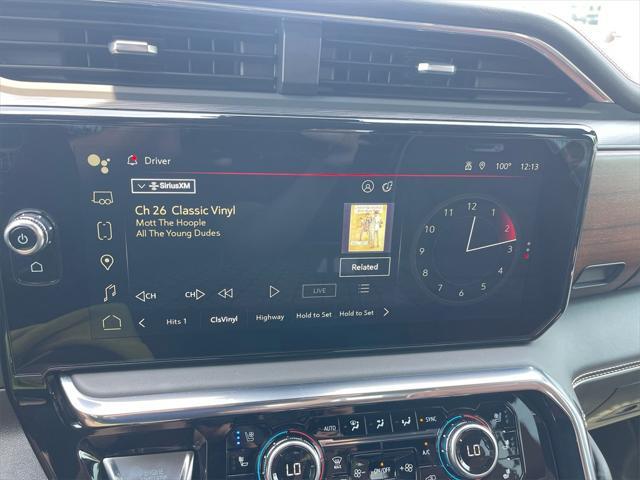 Driver
100° 12:13
SiriusXM
Ch 26 Classic Vinyl
Mott The Hoople
All The Young Dudes
Related
CH CH LIVE
Hits 1 ClsVinyl Highway Hold to Set Hold to Set
12
11 1
10 2
9 3
8 4
7 5
6
AUTO SYNC
A/C
LO ON/OFF LO